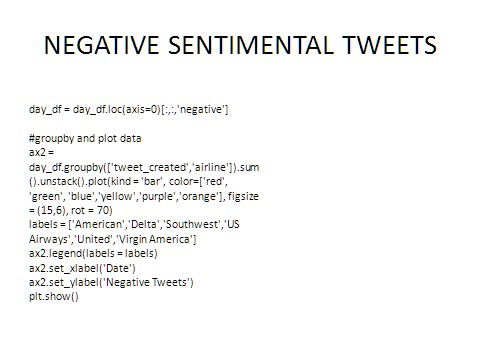 NEGATIVE SENTIMENTAL TWEETS
day_df = day_df.loc(axis=0)[:,:,'negative']
#groupby and plot data
ax2 =
day_df.groupby(['tweet_created','airline']).sum
().unstack().plot(kind = 'bar', color=['red',
'green', 'blue','yellow','purple','orange'], figsize
= (15,6), rot = 70)
labels = ['American','Delta','Southwest','US
Airways','United','Virgin America']
ax2.legend(labels = labels)
ax2.set_xlabel('Date')
ax2.set_ylabel('Negative Tweets')
plt.show()